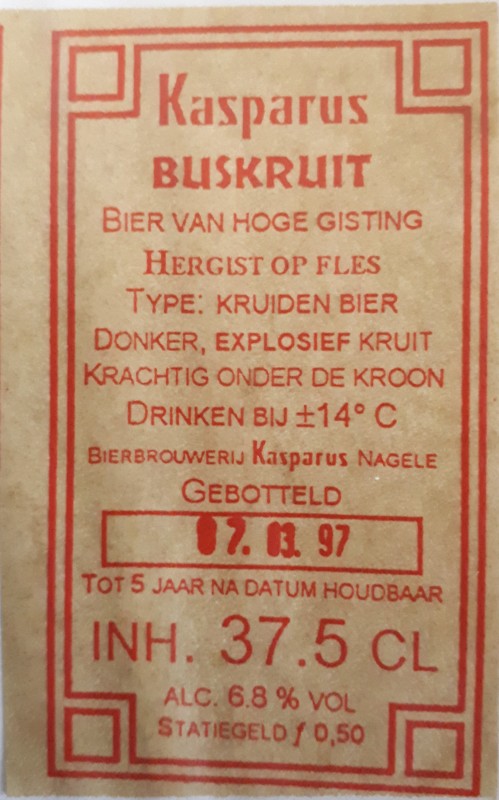 Kasparus
BUSKRUIT
BIER VAN HOGE GISTING
HERGIST OP FLES
TYPE: KRUIDEN BIER
DONKER, EXPLOSIEF KRUIT
KRACHTIG ONDER DE KROON
DRINKEN BIJ ±14° C
BIERBROUWERIJ Kasparus NAGELE
GEBOTTELD
07. 03. 97
TOT 5 JAAR NA DATUM HOUDBAAR
INH. 37.5 CL
ALC. 6.8 % VOL
STATIEGELD ƒ 0,50